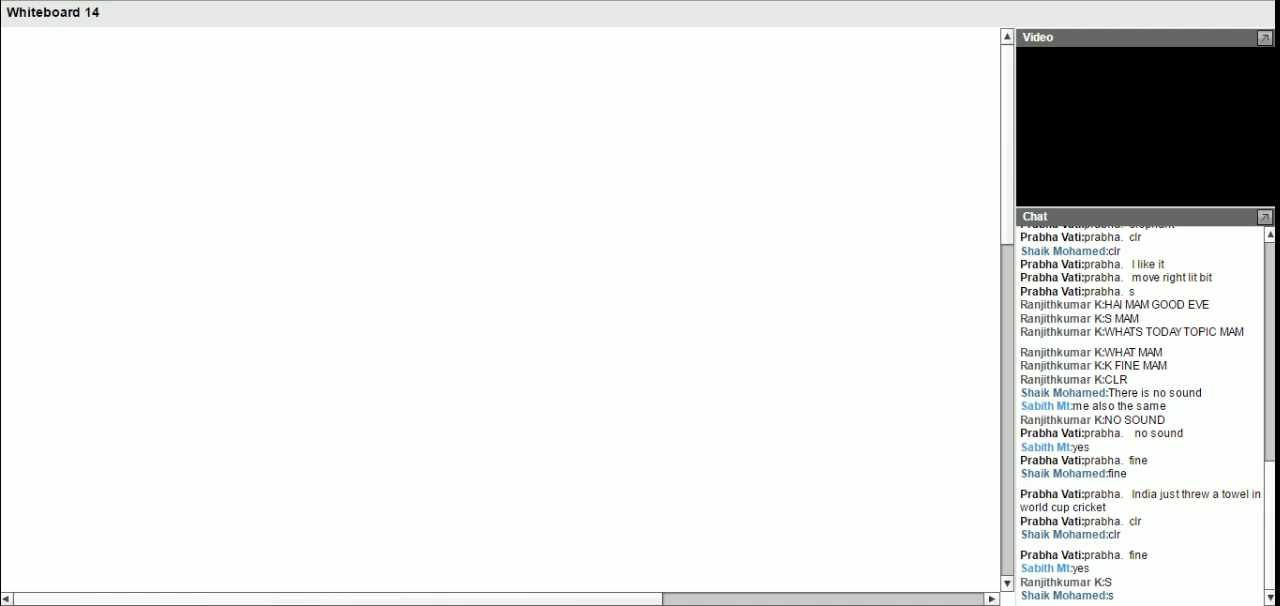 Whiteboard 14
Video
Chat
Prabha Vati:prabha. elephant
Prabha Vati:prabha. clr
Shaik Mohamed:clr
Prabha Vati:prabha. I like it
Prabha Vati:prabha. move right lit bit
Prabha Vati:prabha. s
Ranjithkumar K:HAI MAM GOOD EVE
Ranjithkumar K:S MAM
Ranjithkumar K:WHATS TODAY TOPIC MAM
Ranjithkumar K:WHAT MAM
Ranjithkumar K:K FINE MAM
Ranjithkumar K:CLR
Shaik Mohamed:There is no sound
Sabith Mt:me also the same
Ranjithkumar K:NO SOUND
Prabha Vati:prabha. no sound
Sabith Mt:yes
Prabha Vati:prabha. fine
Shaik Mohamed:fine
Prabha Vati:prabha. India just threw a towel in
world cup cricket
Prabha Vati:prabha. clr
Shaik Mohamed:clr
Prabha Vati:prabha. fine
Sabith Mt:yes
Ranjithkumar K:S
Shaik Mohamed:s